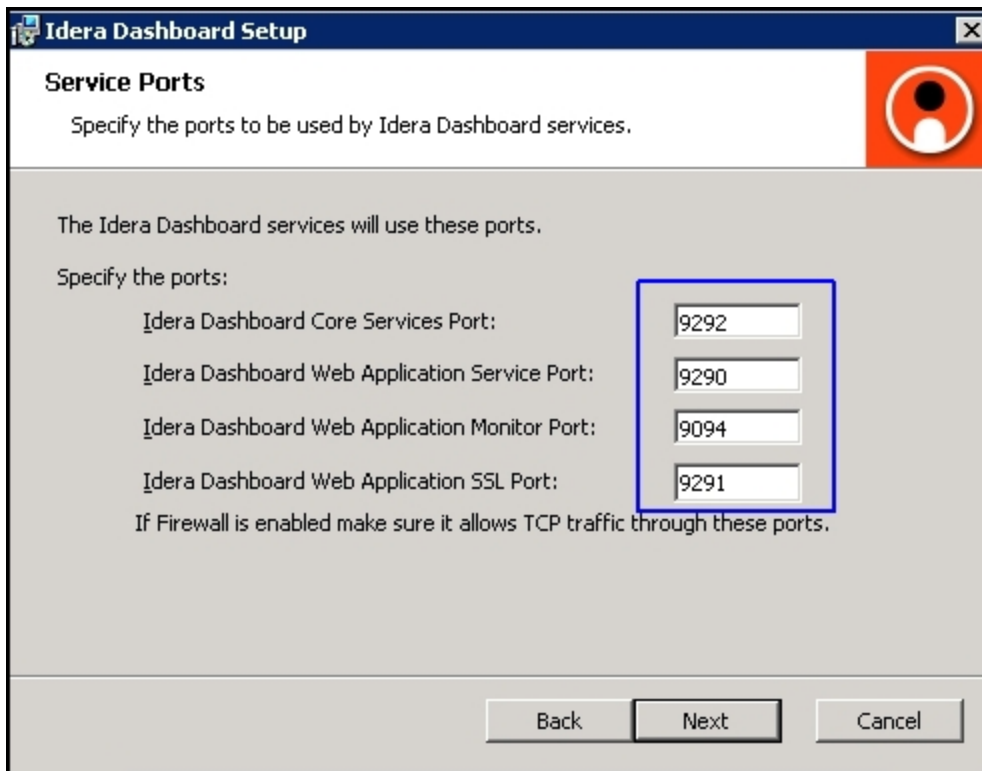 Idera Dashboard Setup
Service Ports
Specify the ports to be used by Idera Dashboard services.
The Idera Dashboard services will use these ports.
Specify the ports:
Idera Dashboard Core Services Port: 9292
Idera Dashboard Web Application Service Port: 9290
Idera Dashboard Web Application Monitor Port: 9094
Idera Dashboard Web Application SSL Port: 9291
If Firewall is enabled make sure it allows TCP traffic through these ports.
Back Next Cancel